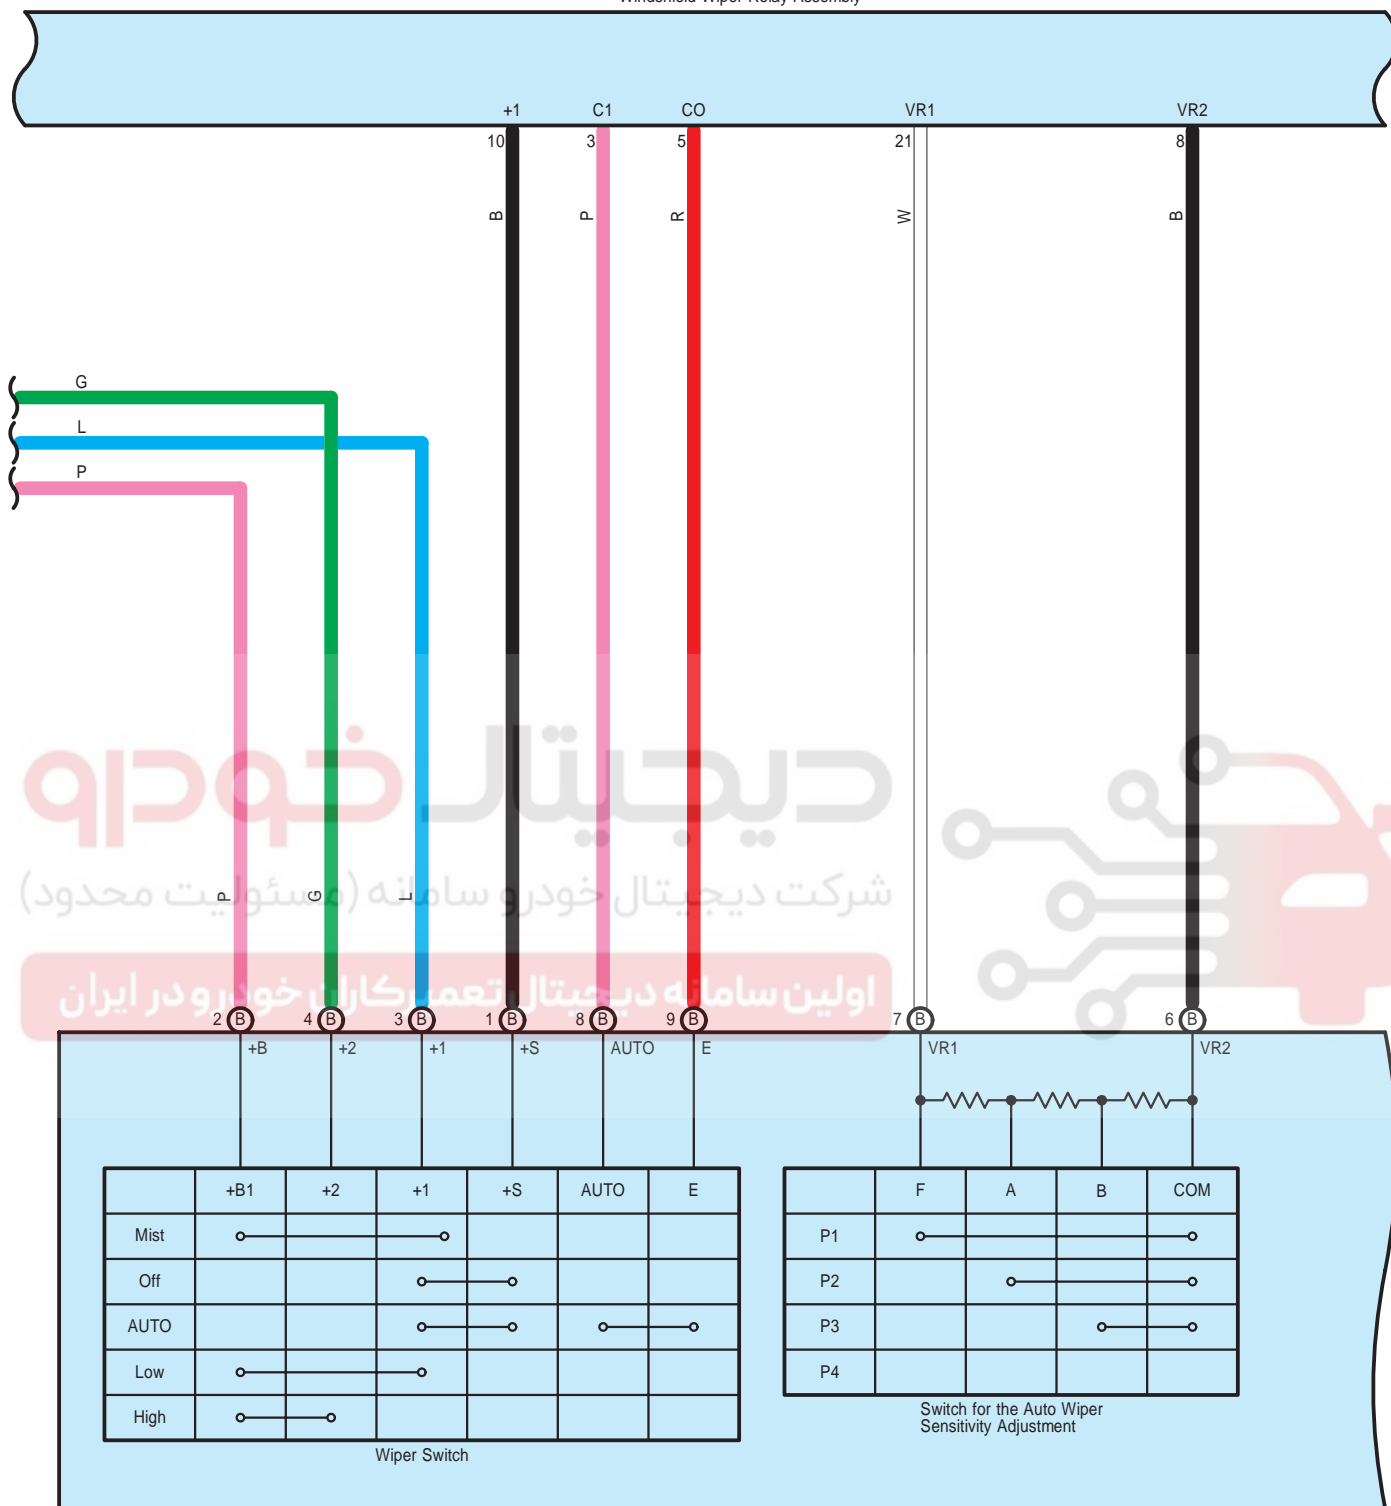 Windshield Wiper Relay Assembly
+1 C1 CO VR1 VR2
10 3 5 21 8
B P R W B
G
L
P
دیجیتال خودرو
شرکت دیجیتال خودرو سامانه (مسئولیت محدود)
P G L
اولین سامانه دیجیتال تعمیرکاران خودرو در ایران
2 B 4 B 3 B 1 B 8 B 9 B 7 B 6 B
+B +2 +1 +S AUTO E VR1 VR2
+B1 +2 +1 +S AUTO E
Mist
Off
AUTO
Low
High
Wiper Switch
F A B COM
P1
P2
P3
P4
Switch for the Auto Wiper
Sensitivity Adjustment